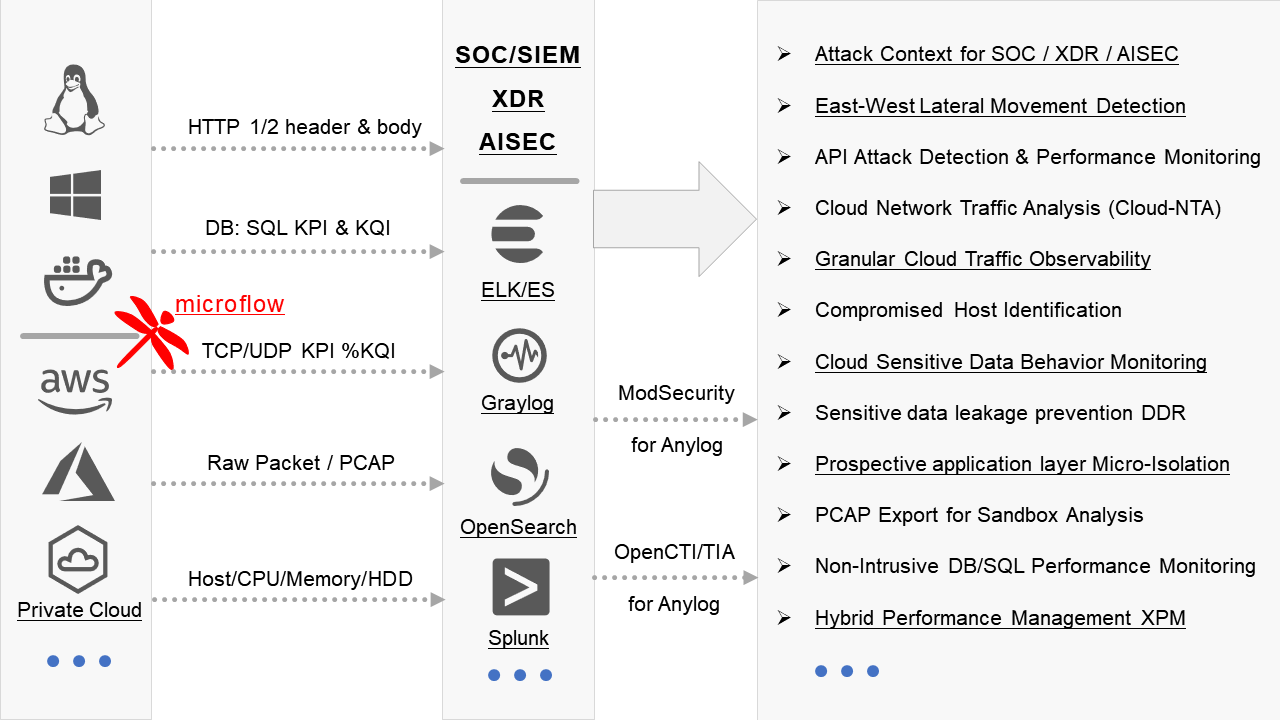 aws
Private Cloud
HTTP 1/2 header & body
DB: SQL KPI & KQI
microflow
TCP/UDP KPI %KQI
Raw Packet / PCAP
Host/CPU/Memory/HDD
SOC/SIEM
XDR
AISEC
ELK/ES
Graylog
OpenSearch
Splunk
ModSecurity
for Anylog
OpenCTI/TIA
for Anylog
Attack Context for SOC / XDR / AISEC
East-West Lateral Movement Detection
API Attack Detection & Performance Monitoring
Cloud Network Traffic Analysis (Cloud-NTA)
Granular Cloud Traffic Observability
Compromised Host Identification
Cloud Sensitive Data Behavior Monitoring
Sensitive data leakage prevention DDR
Prospective application layer Micro-Isolation
PCAP Export for Sandbox Analysis
Non-Intrusive DB/SQL Performance Monitoring
Hybrid Performance Management XPM